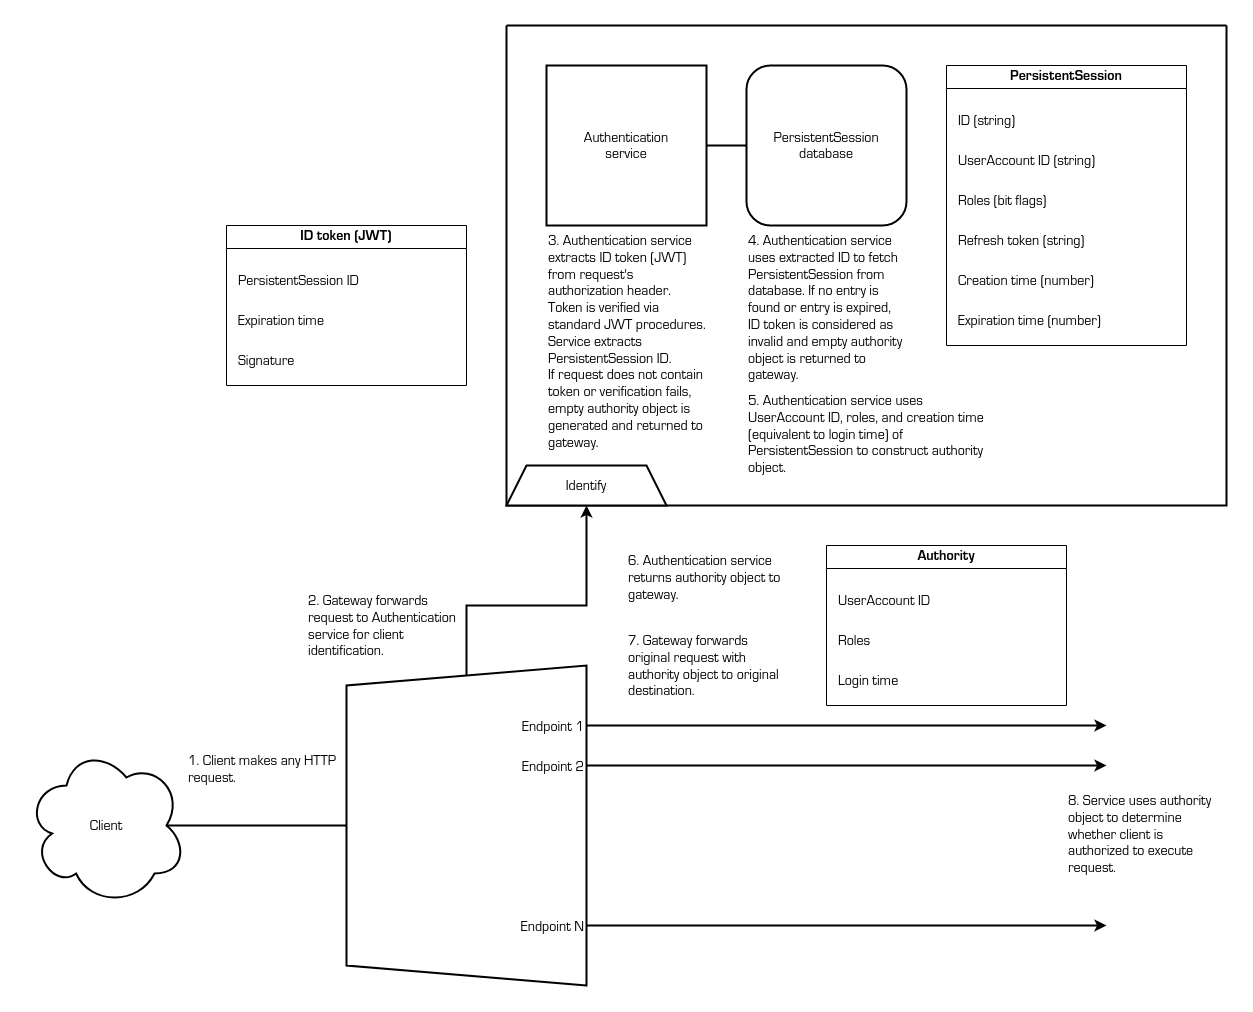 Authentication
service
PersistentSession
database
PersistentSession
ID (string)
UserAccount ID (string)
Roles (bit flags)
Refresh token (string)
Creation time (number)
Expiration time (number)
ID token (JWT)
PersistentSession ID
Expiration time
Signature
3. Authentication service
extracts ID token (JWT)
from request's
authorization header.
Token is verified via
standard JWT procedures.
Service extracts
PersistentSession ID.
If request does not contain
token or verification fails,
empty authority object is
generated and returned to
gateway.
4. Authentication service
uses extracted ID to fetch
PersistentSession from
database. If no entry is
found or entry is expired,
ID token is considered as
invalid and empty authority
object is returned to
gateway.
5. Authentication service uses
UserAccount ID, roles, and creation time
(equivalent to login time) of
PersistentSession to construct authority
object.
Identify
2. Gateway forwards
request to Authentication
service for client
identification.
6. Authentication service
returns authority object to
gateway.
7. Gateway forwards
original request with
authority object to original
destination.
Authority
UserAccount ID
Roles
Login time
1. Client makes any HTTP
request.
Client
Endpoint 1
Endpoint 2
Endpoint N
8. Service uses authority
object to determine
whether client is
authorized to execute
request.